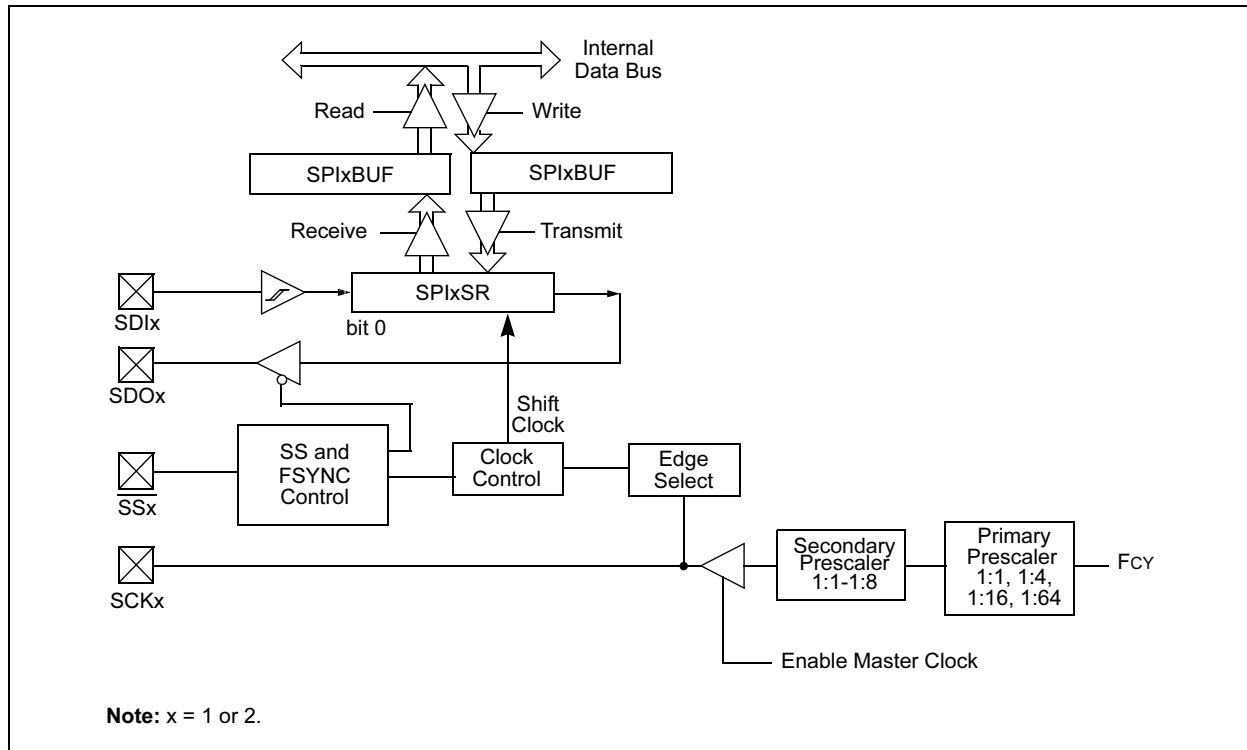 Internal
Data Bus
Read
Write
SPIxBUF
SPIxBUF
Receive
Transmit
SPIxSR
SDIx
bit 0
SDOx
Shift
Clock
SS and
FSYNC
Control
Clock
Control
Edge
Select
SSx
Secondary
Prescaler
1:1-1:8
Primary
Prescaler
1:1, 1:4,
1:16, 1:64
FCY
SCKx
Enable Master Clock
Note: x = 1 or 2.